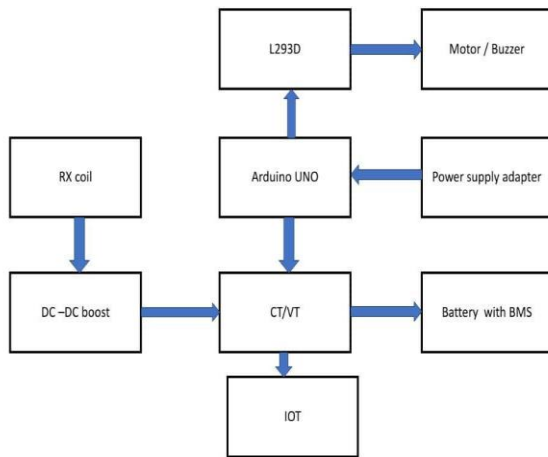 L293D
Motor / Buzzer
RX coil
Arduino UNO
Power supply adapter
DC –DC boost
CT/VT
Battery with BMS
IOT